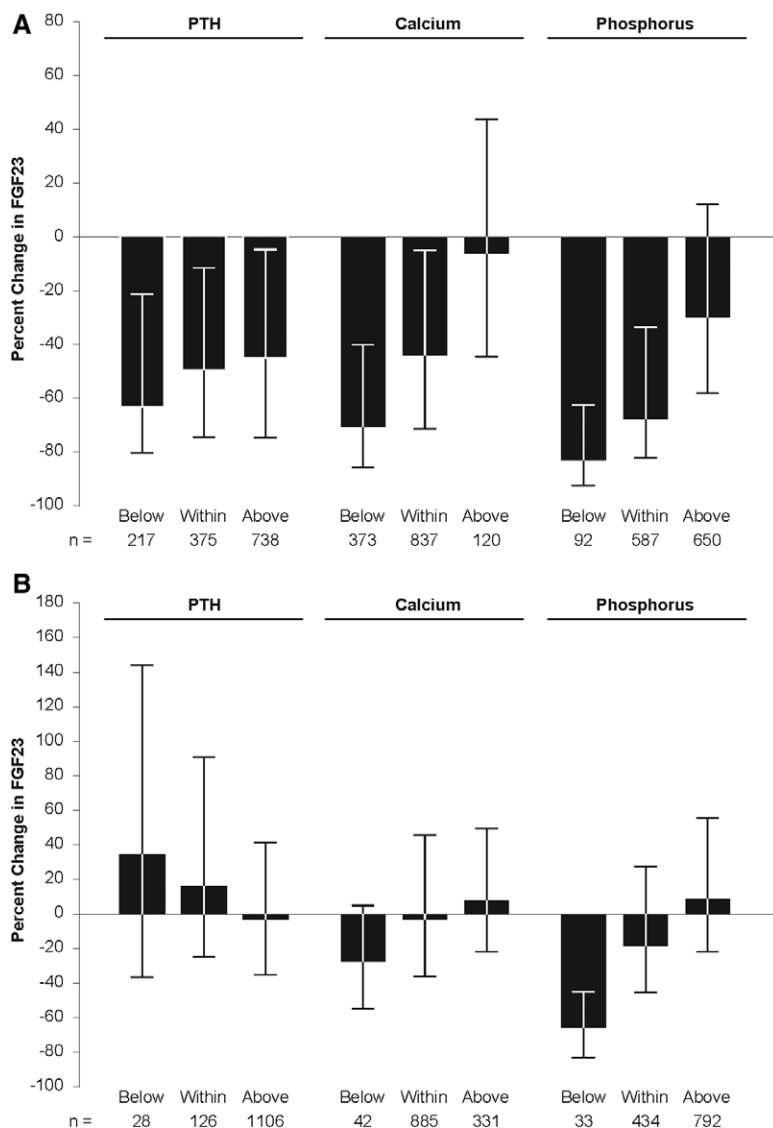 A
PTH Calcium Phosphorus
80
60
40
20
0
-20
-40
-60
-80
-100
Percent Change in FGF23
Below Within Above Below Within Above Below Within Above
n = 217 375 738 373 837 120 92 587 650
B
PTH Calcium Phosphorus
180
160
140
120
100
80
60
40
20
0
-20
-40
-60
-80
-100
Percent Change in FGF23
Below Within Above Below Within Above Below Within Above
n = 28 126 1106 42 885 331 33 434 792